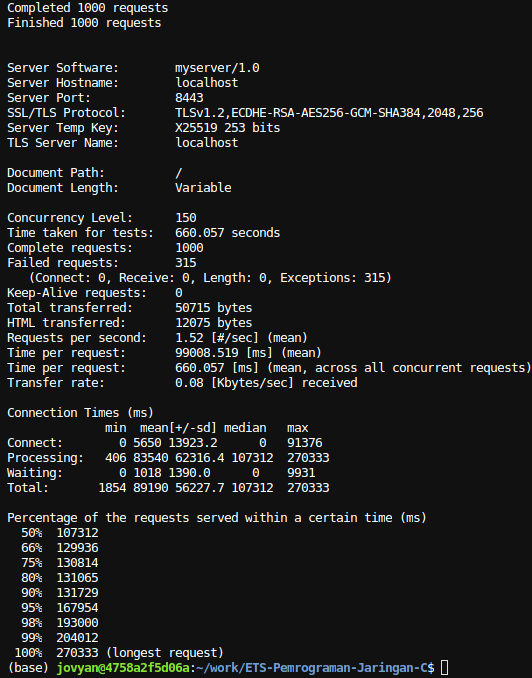 Completed 1000 requests
Finished 1000 requests
Server Software: myserver/1.0
Server Hostname: localhost
Server Port: 8443
SSL/TLS Protocol: TLSv1.2,ECDHE-RSA-AES256-GCM-SHA384,2048,256
Server Temp Key: X25519 253 bits
TLS Server Name: localhost
Document Path: /
Document Length: Variable
Concurrency Level: 150
Time taken for tests: 660.057 seconds
Complete requests: 1000
Failed requests: 315
(Connect: 0, Receive: 0, Length: 0, Exceptions: 315)
Keep-Alive requests: 0
Total transferred: 50715 bytes
HTML transferred: 12075 bytes
Requests per second: 1.52 [#/sec] (mean)
Time per request: 99008.519 [ms] (mean)
Time per request: 660.057 [ms] (mean, across all concurrent requests)
Transfer rate: 0.08 [Kbytes/sec] received
Connection Times (ms)
min mean[+/-sd] median max
Connect: 0 5650 13923.2 0 91376
Processing: 406 83540 62316.4 107312 270333
Waiting: 0 1018 1390.0 0 9931
Total: 1854 89190 56227.7 107312 270333
Percentage of the requests served within a certain time (ms)
50% 107312
66% 129936
75% 130814
80% 131065
90% 131729
95% 167954
98% 193000
99% 204012
100% 270333 (longest request)
(base) jovyan@4758a2f5d06a:~/work/ETS-Pemrograman-Jaringan-C$